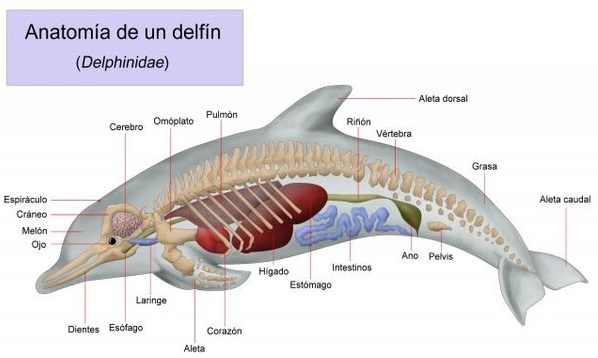 Anatomía de un delfín
(Delphinidae)
Aleta dorsal
Pulmón
Omóplato
Cerebro
Riñón
Vértebra
Grasa
Espiráculo
Cráneo
Melón
Ojo
Aleta caudal
Ano
Pelvis
Intestinos
Hígado
Estómago
Laringe
Dientes
Esófago
Corazón
Aleta